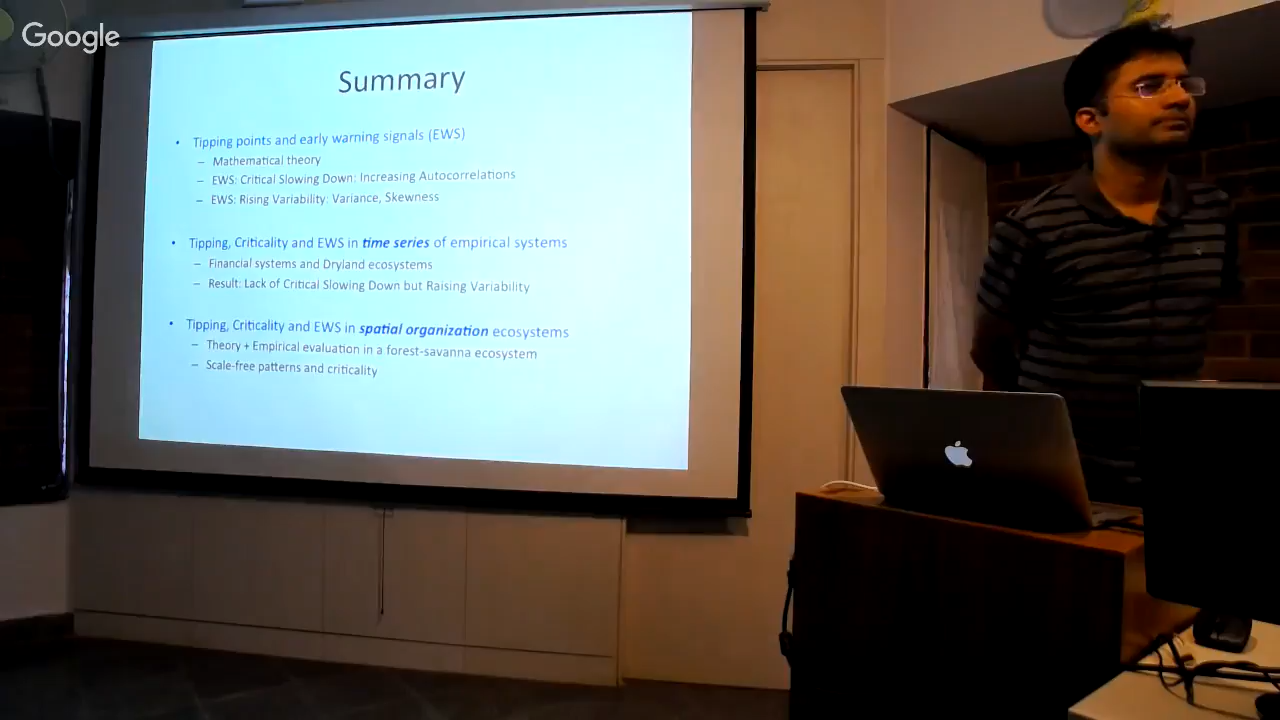 Google
Summary
• Tipping points and early warning signals (EWS)
– Mathematical theory
– EWS: Critical Slowing Down: Increasing Autocorrelations
– EWS: Rising Variability: Variance, Skewness
• Tipping, Criticality and EWS in time series of empirical systems
– Financial systems and Dryland ecosystems
– Result: Lack of Critical Slowing Down but Raising Variability
• Tipping, Criticality and EWS in spatial organization ecosystems
– Theory + Empirical evaluation in a forest-savanna ecosystem
– Scale-free patterns and criticality